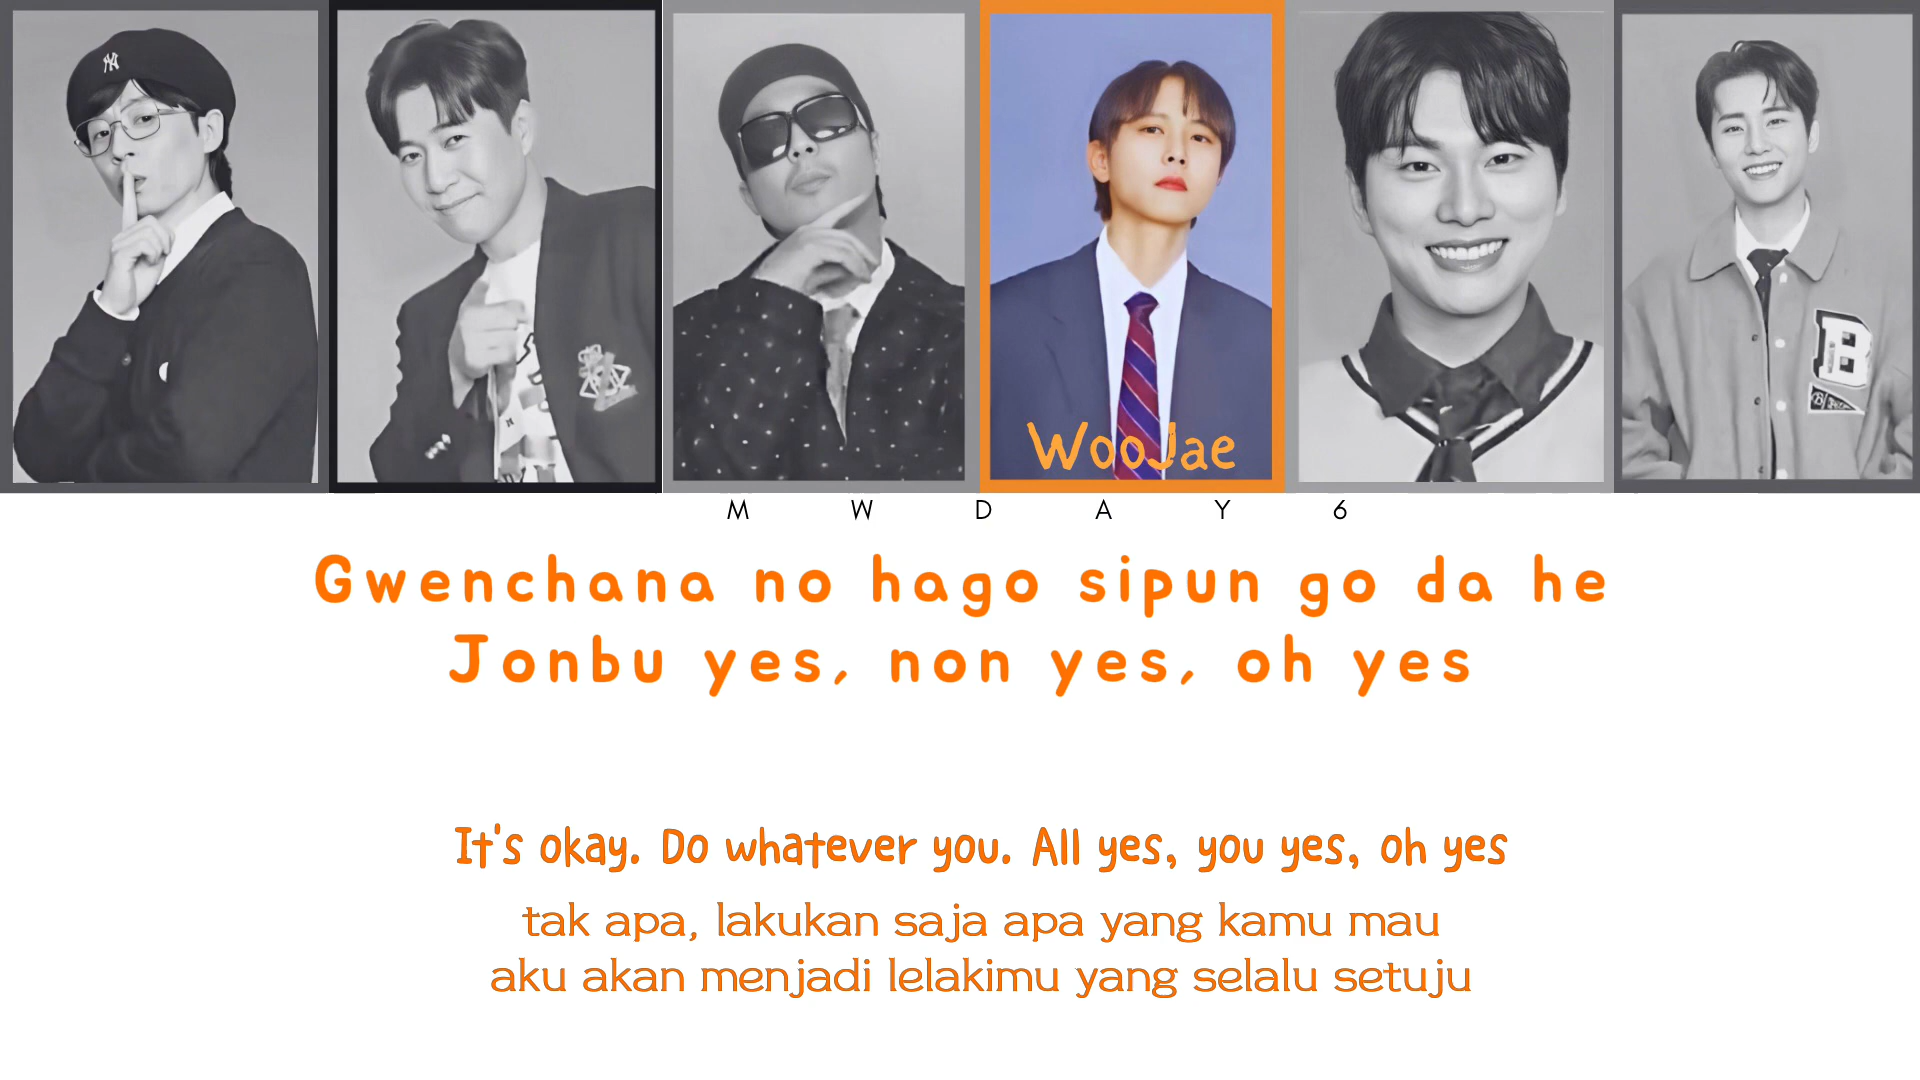 WooJae
M W D A Y 6
Gwenchana no hago sipun go da he
Jonbu yes, non yes, oh yes
It's okay. Do whatever you. All yes, you yes, oh yes
tak apa, lakukan saja apa yang kamu mau
aku akan menjadi lelakimu yang selalu setuju